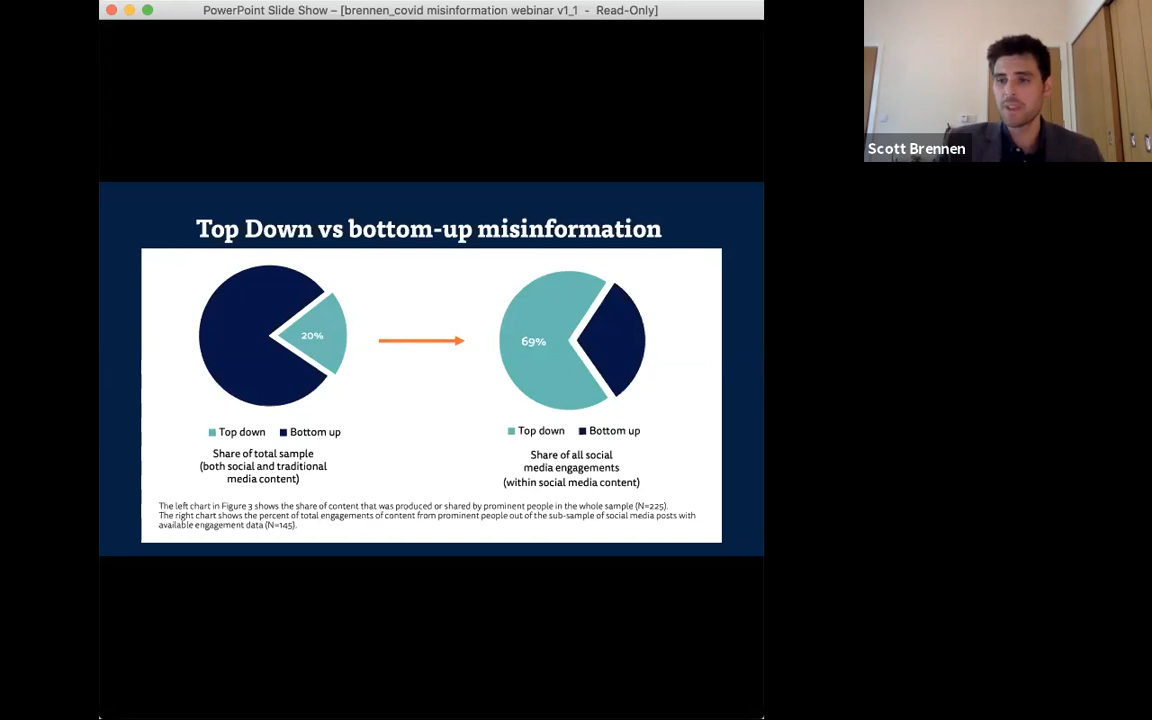 PowerPoint Slide Show – [brennen_covid misinformation webinar v1_1 - Read-Only]
Scott Brennen
Top Down vs bottom-up misinformation
20%
69%
Top down Bottom up
Top down Bottom up
Share of total sample
(both social and traditional
media content)
Share of all social
media engagements
(within social media content)
The left chart in Figure 3 shows the share of content that was produced or shared by prominent people in the whole sample (N=225).
The right chart shows the percent of total engagements of content from prominent people out of the sub-sample of social media posts with
available engagement data (N=145).